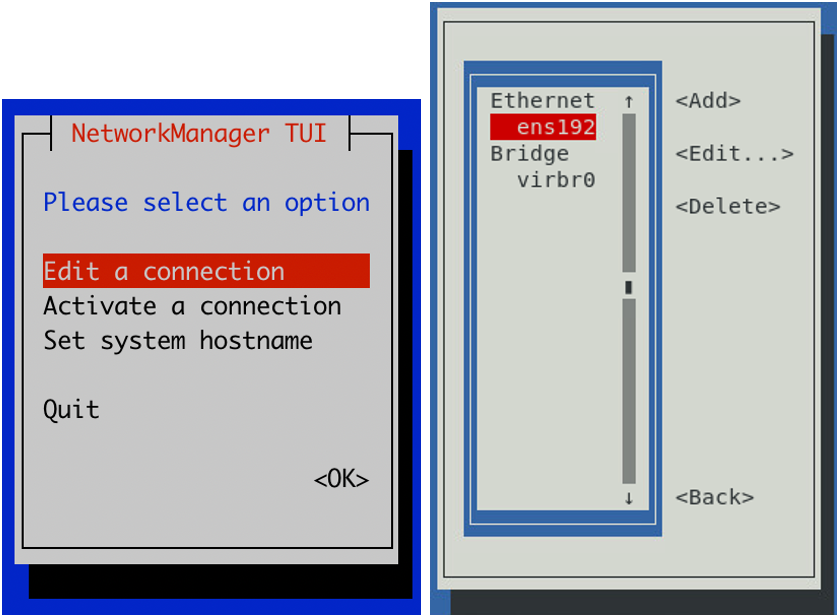 NetworkManager TUI
Please select an option
Edit a connection
Activate a connection
Set system hostname
Quit
<OK>
Ethernet ↑ <Add>
ens192
Bridge <Edit...>
virbr0
<Delete>
↓ <Back>